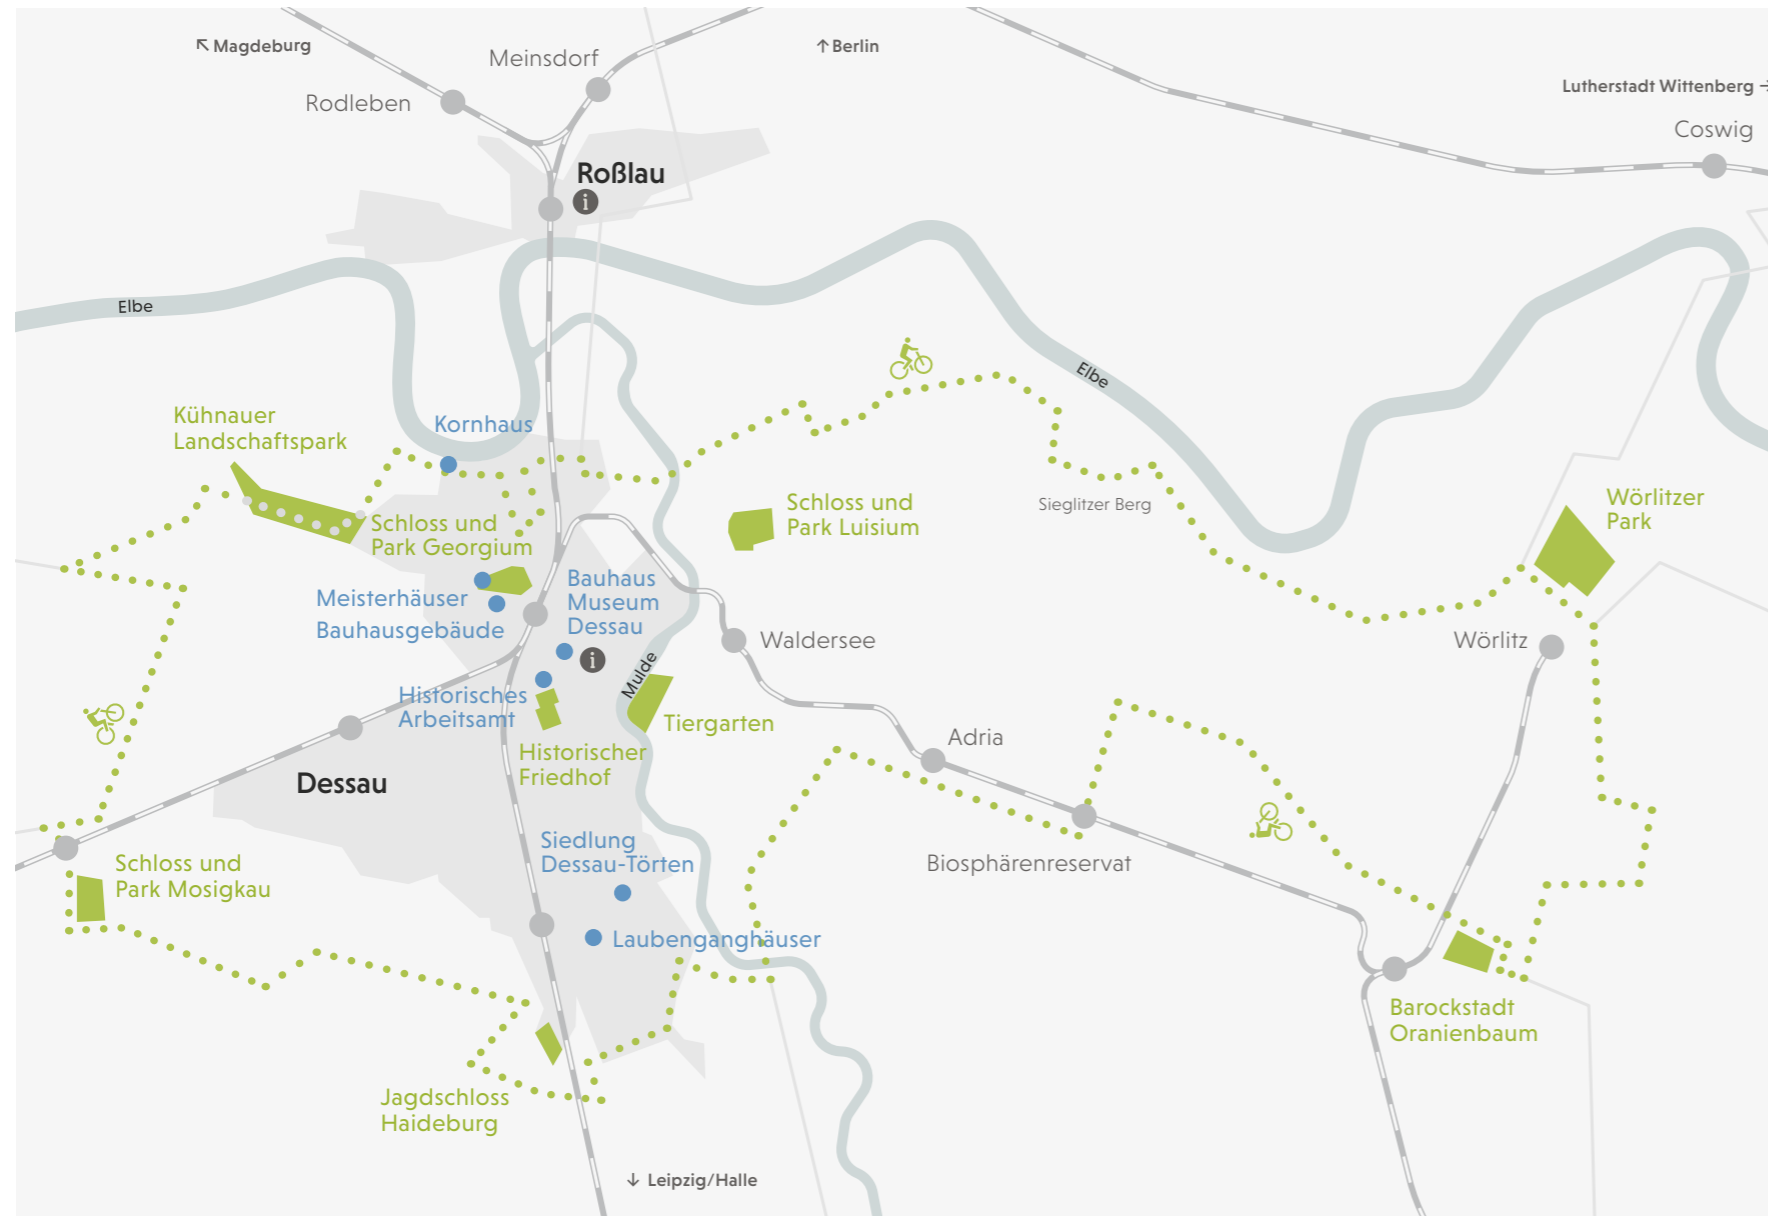 ↖ Magdeburg
Meinsdorf
↑ Berlin
Lutherstadt Wittenberg →
Rodleben
Coswig
Roßlau
i
Elbe
Elbe
Kühnauer
Landschaftspark
Kornhaus
Schloss und
Park Georgium
Schloss und
Park Luisium
Sieglitzer Berg
Wörlitzer
Park
Meisterhäuser
Bauhausgebäude
Bauhaus
Museum
Dessau
i
Waldersee
Wörlitz
Mulde
Historisches
Arbeitsamt
Tiergarten
Adria
Historischer
Friedhof
Dessau
Siedlung
Dessau-Törten
Biosphärenreservat
Schloss und
Park Mosigkau
Laubenganghäuser
Barockstadt
Oranienbaum
Jagdschloss
Haideburg
↓ Leipzig/Halle